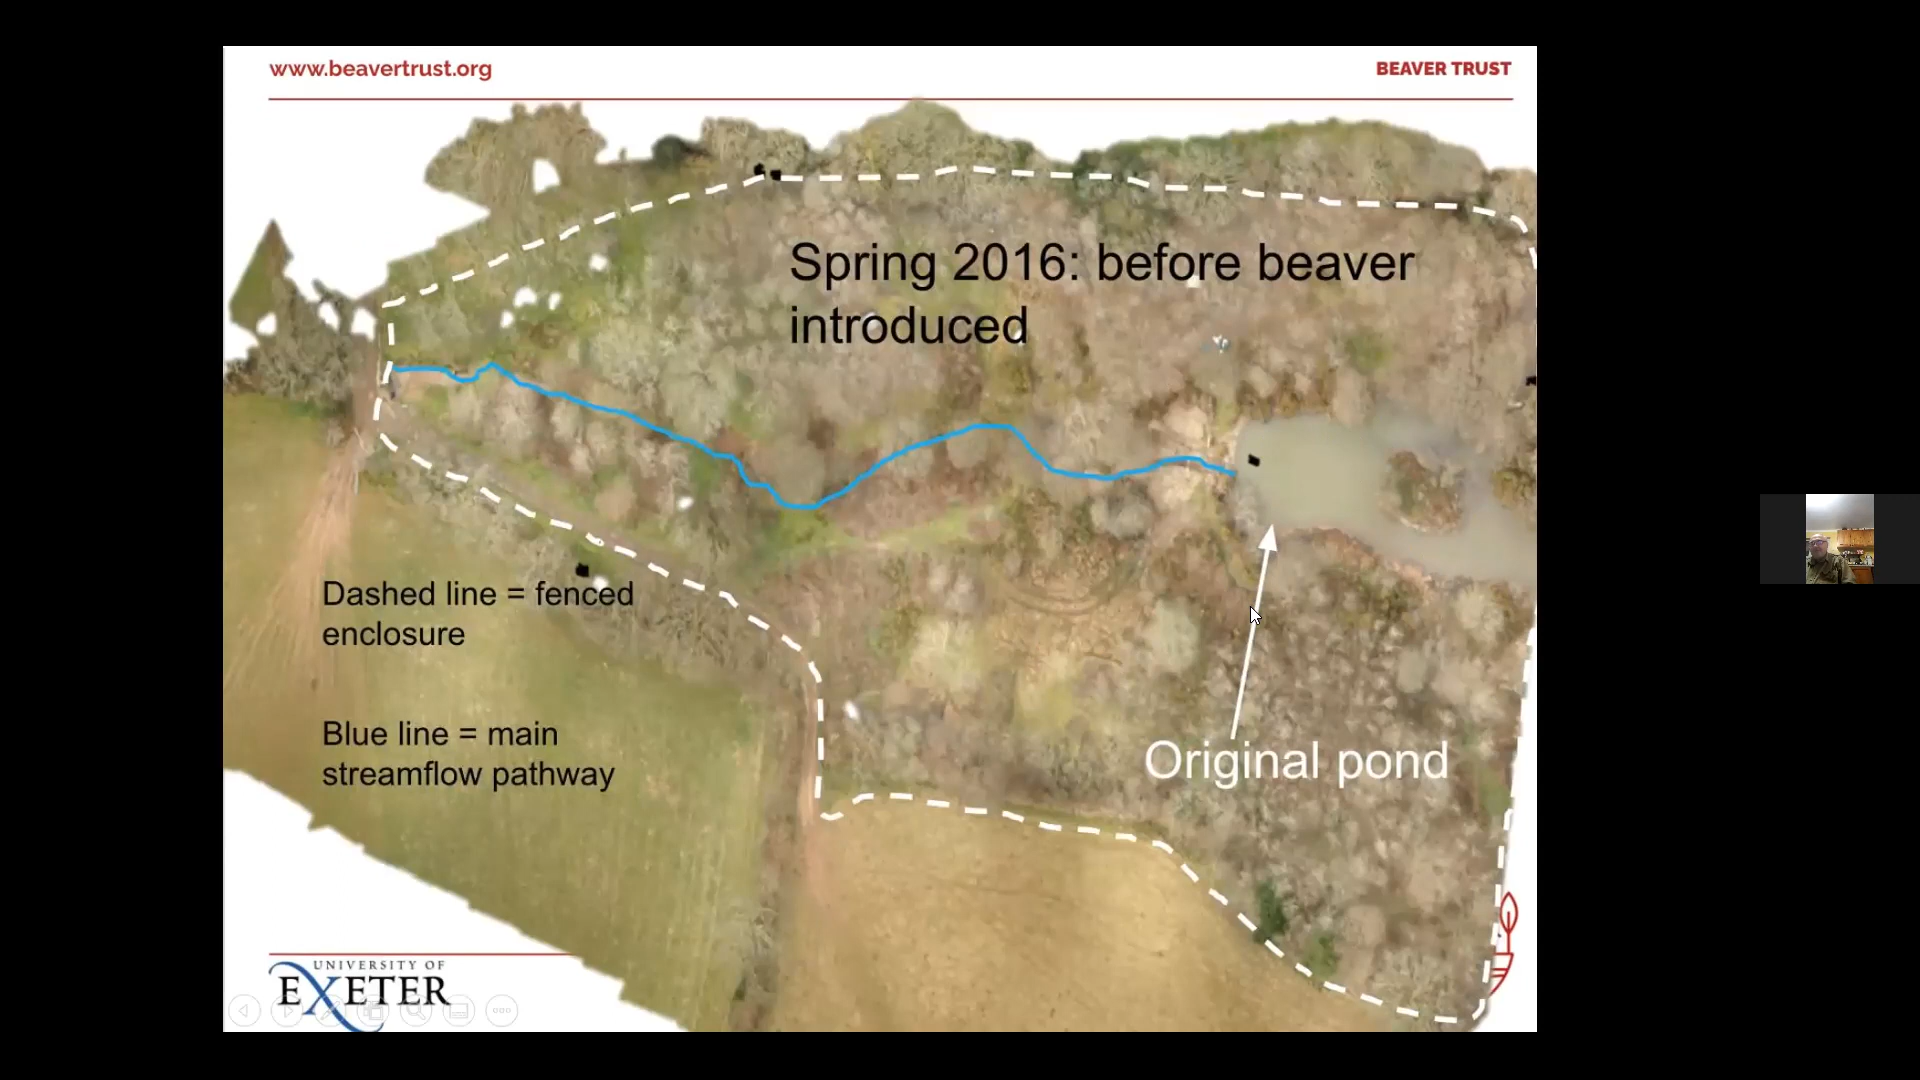 www.beavertrust.org
BEAVER TRUST
Spring 2016: before beaver
introduced
Dashed line = fenced
enclosure
Blue line = main
streamflow pathway
Original pond
UNIVERSITY OF
EXETER